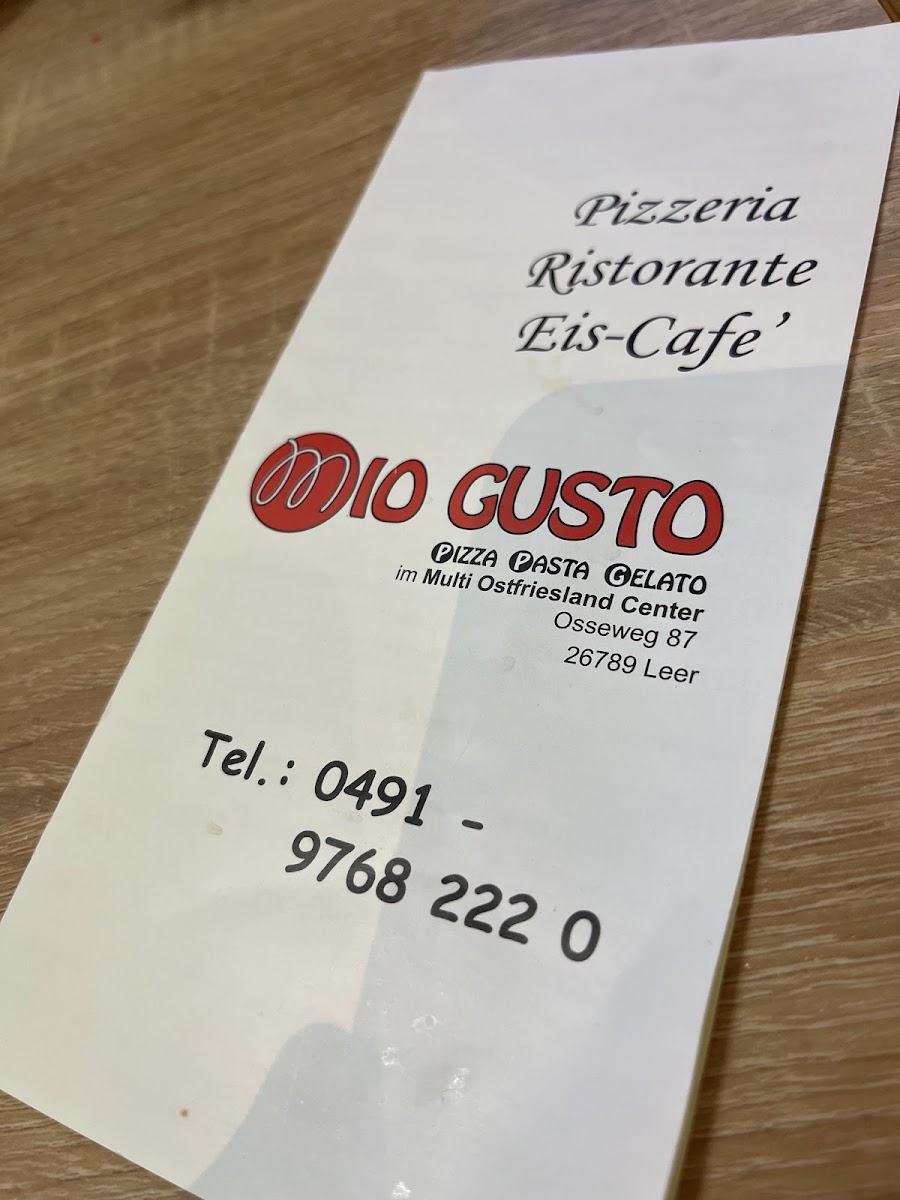 Pizzeria
Ristorante
Eis-Cafe’
MIO GUSTO
PIZZA PASTA GELATO
im Multi Ostfriesland Center
Osseweg 87
26789 Leer
Tel.: 0491 -
9768 222 0